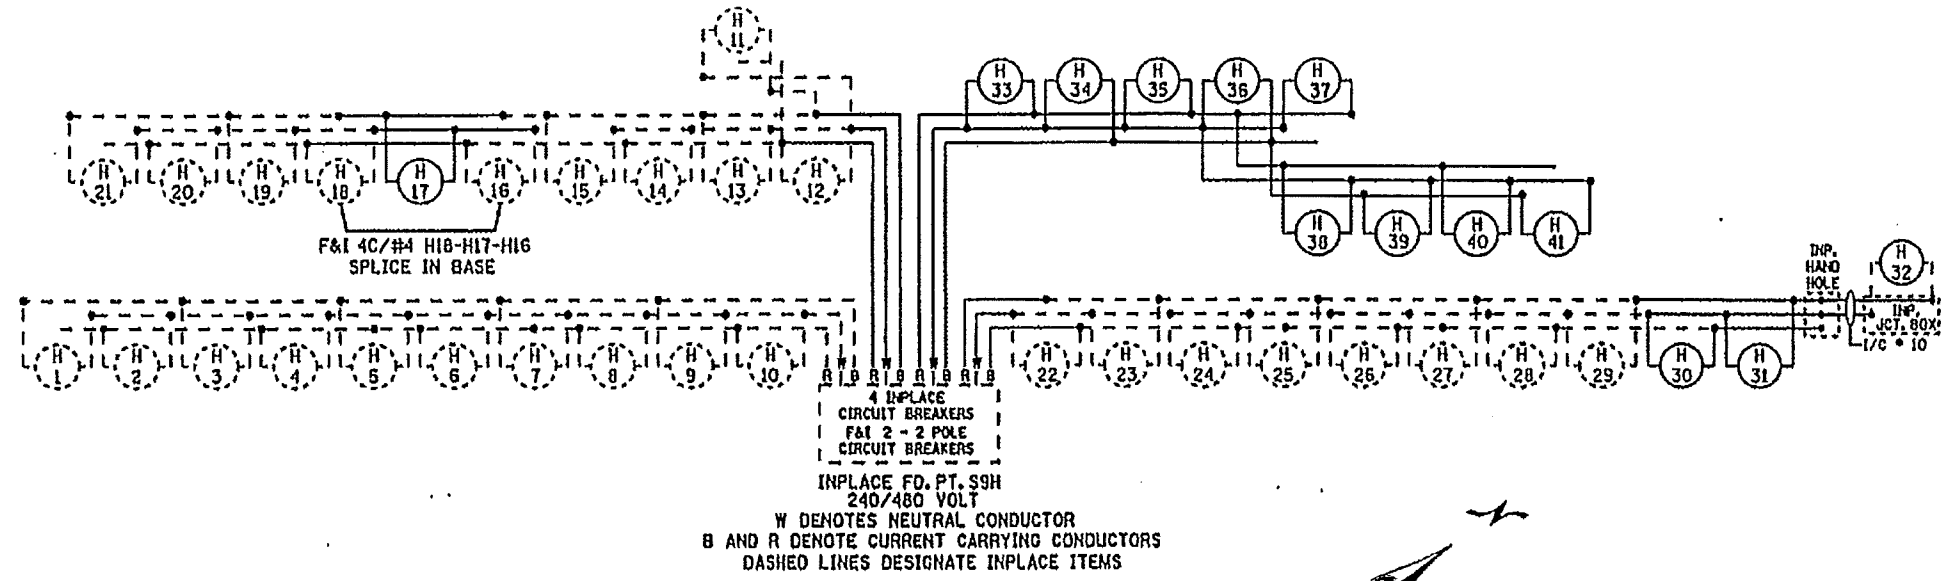 H 11
H 33
H 34
H 35
H 36
H 37
H 21
H 20
H 19
H 18
H 17
H 16
H 15
H 14
H 13
H 12
H 38
H 39
H 40
H 41
F&I 4C/#4 H18-H17-H16
SPLICE IN BASE
INP.
HAND
HOLE
H 32
INP.
JCT. BOX
1/C # 10
H 1
H 2
H 3
H 4
H 5
H 6
H 7
H 8
H 9
H 10
R W B R W B R W B R W B
H 22
H 23
H 24
H 25
H 26
H 27
H 28
H 29
H 30
H 31
4 INPLACE
CIRCUIT BREAKERS
F&I 2 - 2 POLE
CIRCUIT BREAKERS
INPLACE FD. PT. S9H
240/480 VOLT
W DENOTES NEUTRAL CONDUCTOR
B AND R DENOTE CURRENT CARRYING CONDUCTORS
DASHED LINES DESIGNATE INPLACE ITEMS